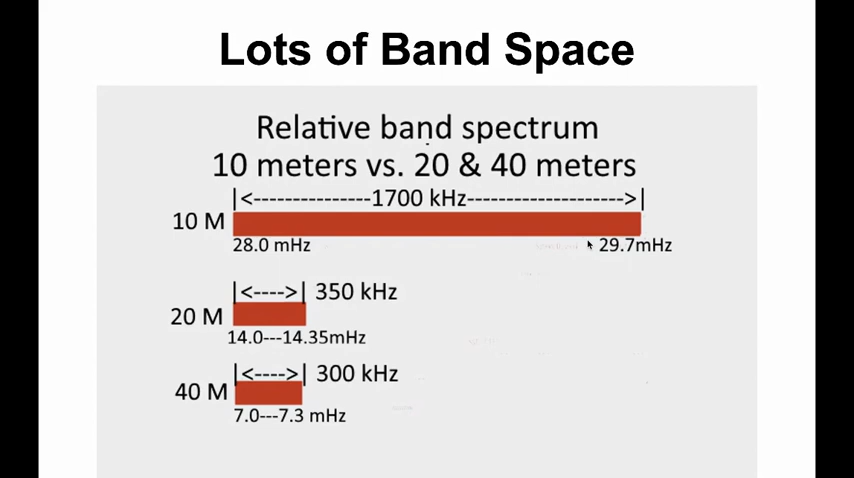 Lots of Band Space
Relative band spectrum
10 meters vs. 20 & 40 meters
|<---------------1700 kHz-------------------->|
10 M
28.0 mHz 29.7mHz
|<---->| 350 kHz
20 M
14.0---14.35mHz
|<---->| 300 kHz
40 M
7.0---7.3 mHz